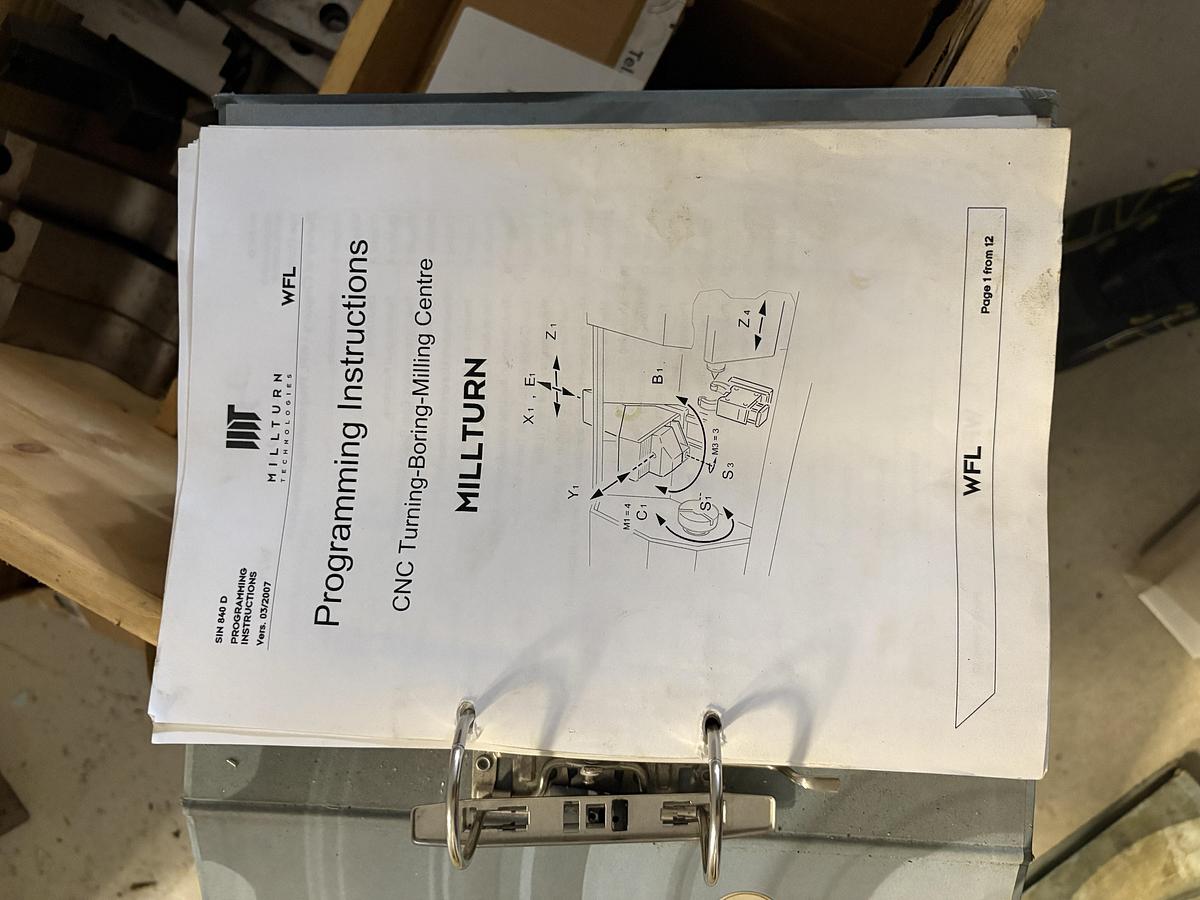 SIN 840 D
PROGRAMMING
INSTRUCTIONS
Vers. 03/2007
MILLTURN
TECHNOLOGIES
WFL
Programming Instructions
CNC Turning-Boring-Milling Centre
MILLTURN
X1 , E1
Z1
Y1
B1
Z4
M1=4
C1
S1
S3
M3=3
WFL
Page 1 from 12
Tel